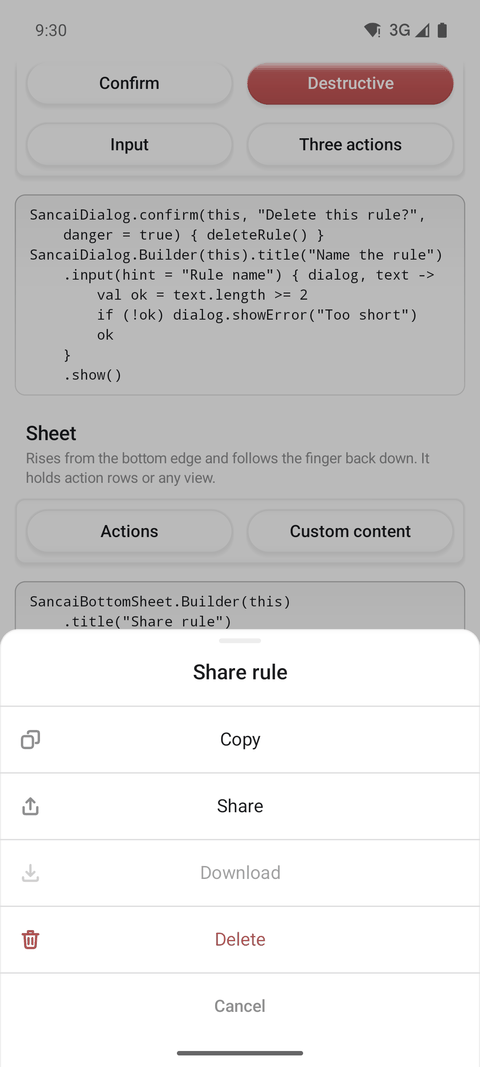 9:30
3G
Confirm
Destructive
Input
Three actions
SancaiDialog.confirm(this, "Delete this rule?",
    danger = true) { deleteRule() }
SancaiDialog.Builder(this).title("Name the rule")
    .input(hint = "Rule name") { dialog, text ->
        val ok = text.length >= 2
        if (!ok) dialog.showError("Too short")
        ok
    }
    .show()
Sheet
Rises from the bottom edge and follows the finger back down. It
holds action rows or any view.
Actions
Custom content
SancaiBottomSheet.Builder(this)
    .title("Share rule")
Share rule
Copy
Share
Download
Delete
Cancel